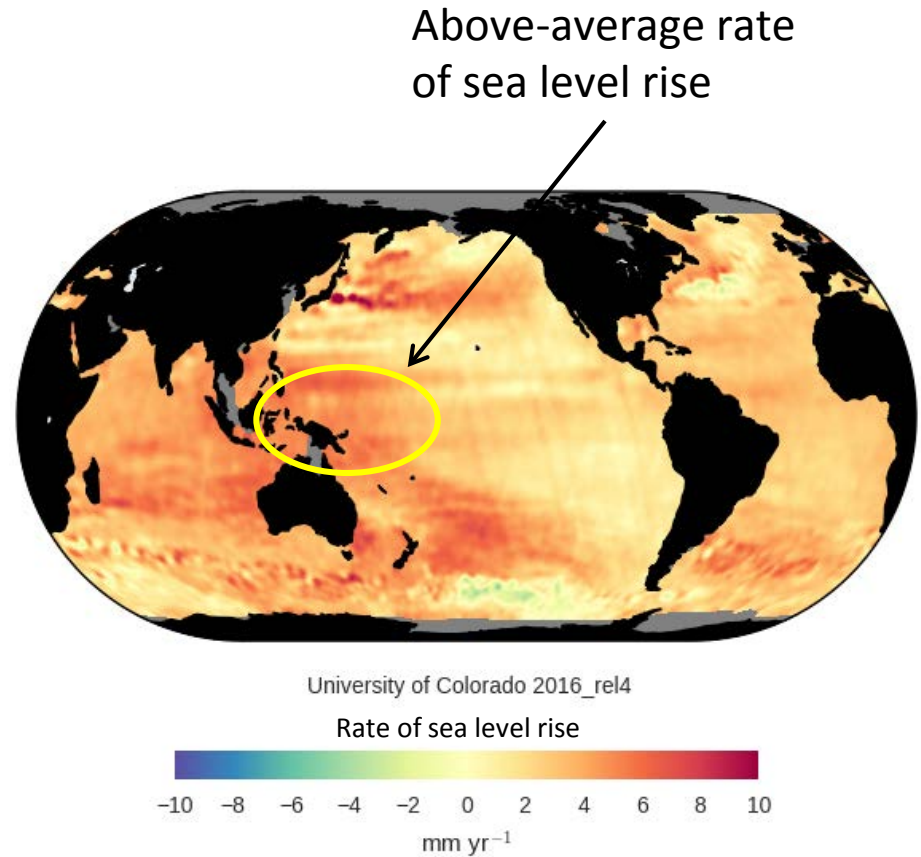 Above-average rate
of sea level rise
University of Colorado 2016_rel4
Rate of sea level rise
−10 −8 −6 −4 −2 0 2 4 6 8 10
mm yr⁻¹